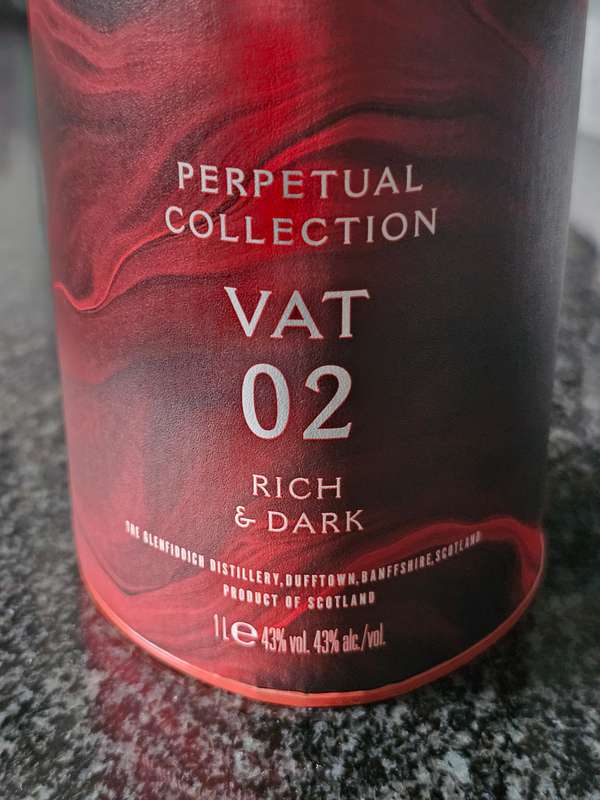 PERPETUAL
COLLECTION
VAT
02
RICH
& DARK
THE GLENFIDDICH DISTILLERY, DUFFTOWN, BANFFSHIRE, SCOTLAND
PRODUCT OF SCOTLAND
1L e 43% vol. 43% alc./vol.